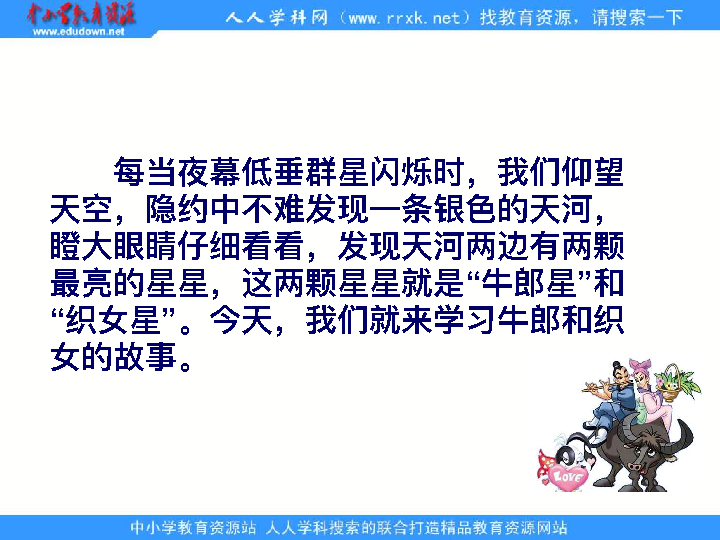 中小学教育资源
www.edudown.net
人人学科网（www.rrxk.net）找教育资源，请搜索一下
每当夜幕低垂群星闪烁时，我们仰望
天空，隐约中不难发现一条银色的天河，
瞪大眼睛仔细看看，发现天河两边有两颗
最亮的星星，这两颗星星就是“牛郎星”和
“织女星”。今天，我们就来学习牛郎和织
女的故事。
LOVE
中小学教育资源站 人人学科搜索的联合打造精品教育资源网站